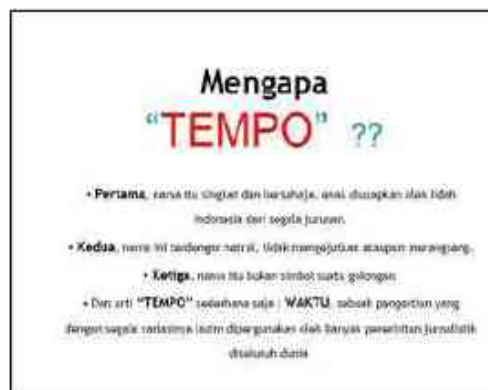 Mengapa
“TEMPO” ??
• Pertama, nama itu singkat dan bersahaja, enak diucapkan oleh lidah
Indonesia dari segala jurusan.
• Kedua, nama ini terdengar netral, tidak mengejutkan ataupun merangsang.
• Ketiga, nama itu bukan simbol suatu golongan
• Dan arti “TEMPO” sederhana saja : WAKTU, sebuah pengertian yang
dengan segala variasinya lazim dipergunakan oleh banyak penerbitan jurnalistik
diseluruh dunia